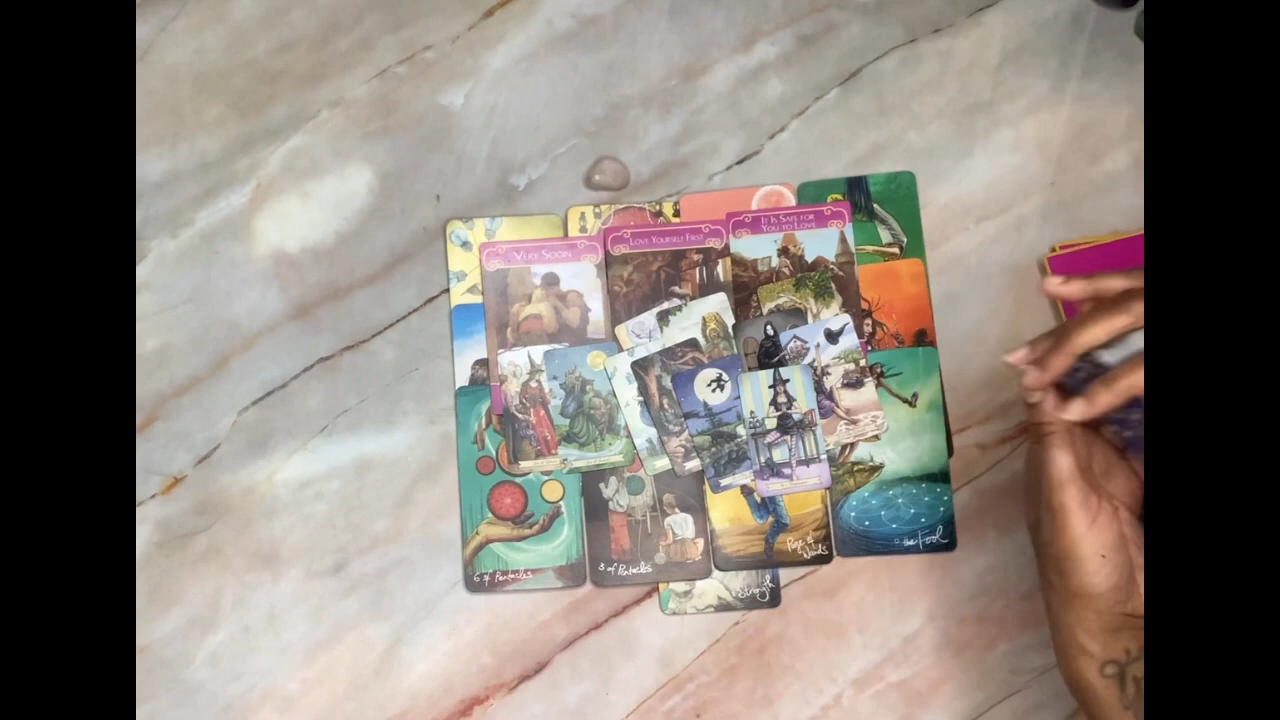 VERY SOON
LOVE YOURSELF FIRST
IT IS SAFE FOR
YOU TO LOVE
6 of Pentacles
3 of Pentacles
Page of
Wands
the Fool
Strength